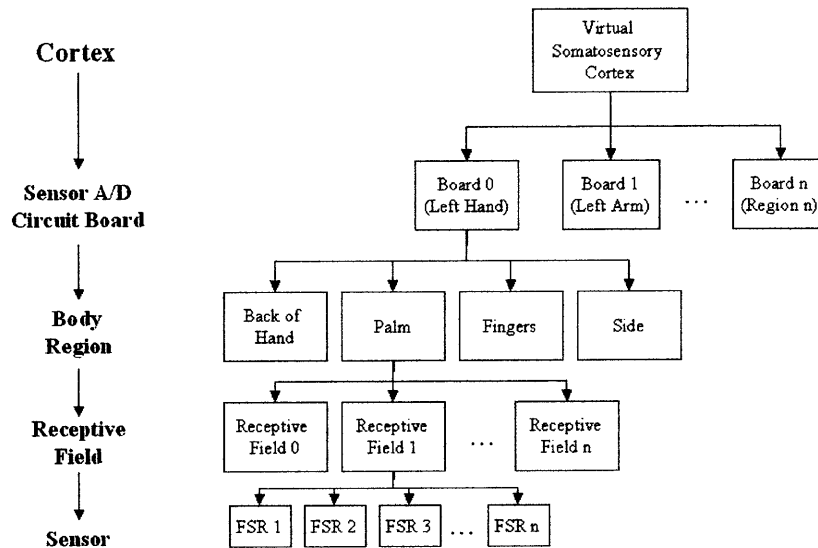 Cortex
Sensor A/D
Circuit Board
Body
Region
Receptive
Field
Sensor
Virtual
Somatosensory
Cortex
Board 0
(Left Hand)
Board 1
(Left Arm)
...
Board n
(Region n)
Back of
Hand
Palm
Fingers
Side
Receptive
Field 0
Receptive
Field 1
...
Receptive
Field n
FSR 1
FSR 2
FSR 3
...
FSR n